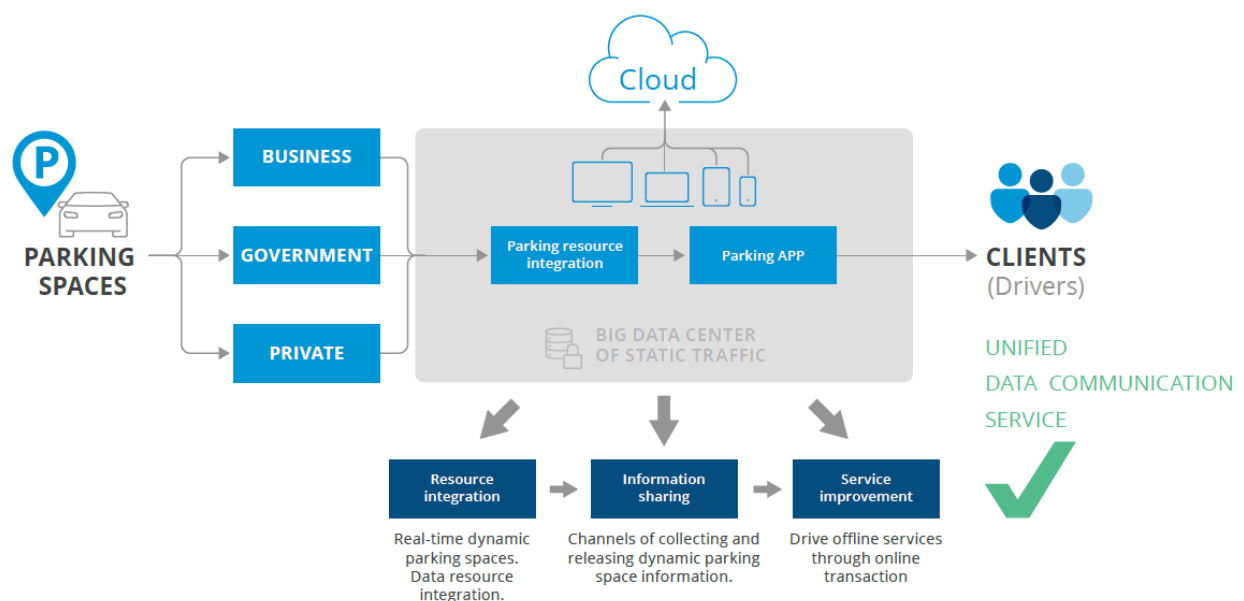 Cloud
P
PARKING
SPACES
BUSINESS
GOVERNMENT
PRIVATE
Parking resource
integration
Parking APP
BIG DATA CENTER
OF STATIC TRAFFIC
CLIENTS
(Drivers)
UNIFIED
DATA COMMUNICATION
SERVICE
Resource
integration
Real-time dynamic
parking spaces.
Data resource
integration.
Information
sharing
Channels of collecting and
releasing dynamic parking
space information.
Service
improvement
Drive offline services
through online
transaction